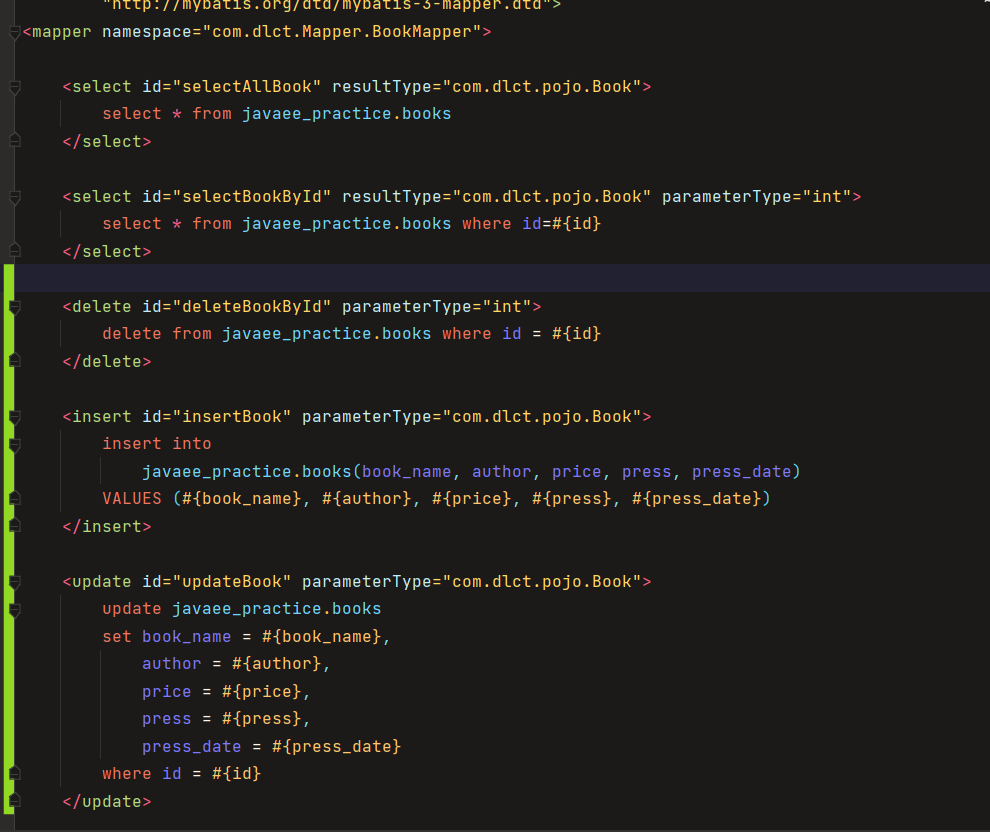 "http://mybatis.org/dtd/mybatis-3-mapper.dtd">
<mapper namespace="com.dlct.Mapper.BookMapper">
<select id="selectAllBook" resultType="com.dlct.pojo.Book">
select * from javaee_practice.books
</select>
<select id="selectBookById" resultType="com.dlct.pojo.Book" parameterType="int">
select * from javaee_practice.books where id=#{id}
</select>
<delete id="deleteBookById" parameterType="int">
delete from javaee_practice.books where id = #{id}
</delete>
<insert id="insertBook" parameterType="com.dlct.pojo.Book">
insert into
javaee_practice.books(book_name, author, price, press, press_date)
VALUES (#{book_name}, #{author}, #{price}, #{press}, #{press_date})
</insert>
<update id="updateBook" parameterType="com.dlct.pojo.Book">
update javaee_practice.books
set book_name = #{book_name},
author = #{author},
price = #{price},
press = #{press},
press_date = #{press_date}
where id = #{id}
</update>